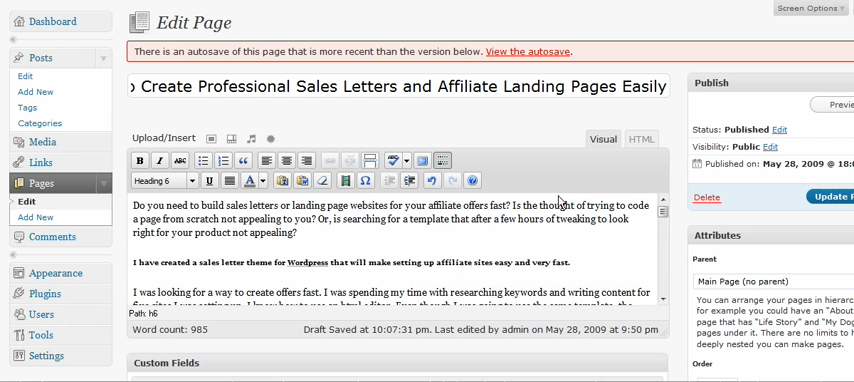 Screen Options
Dashboard
Edit Page
There is an autosave of this page that is more recent than the version below. View the autosave.
Posts
Edit
Add New
Tags
Categories
Media
Links
Pages
Edit
Add New
Comments
Appearance
Plugins
Users
Tools
Settings
Create Professional Sales Letters and Affiliate Landing Pages Easily
Upload/Insert
Visual
HTML
B I ABC
Heading 6
Do you need to build sales letters or landing page websites for your affiliate offers fast? Is the thought of trying to code
a page from scratch not appealing to you? Or, is searching for a template that after a few hours of tweaking to look
right for your product not appealing?
I have created a sales letter theme for Wordpress that will make setting up affiliate sites easy and very fast.
I was looking for a way to create offers fast. I was spending my time with researching keywords and writing content for
Path: h6
Word count: 985
Draft Saved at 10:07:31 pm. Last edited by admin on May 28, 2009 at 9:50 pm
Custom Fields
Publish
Previe
Status: Published Edit
Visibility: Public Edit
Published on: May 28, 2009 @ 18:
Delete
Update P
Attributes
Parent
Main Page (no parent)
You can arrange your pages in hierarc
for example you could have an "About
page that has "Life Story" and "My Dog
pages under it. There are no limits to h
deeply nested you can make pages.
Order